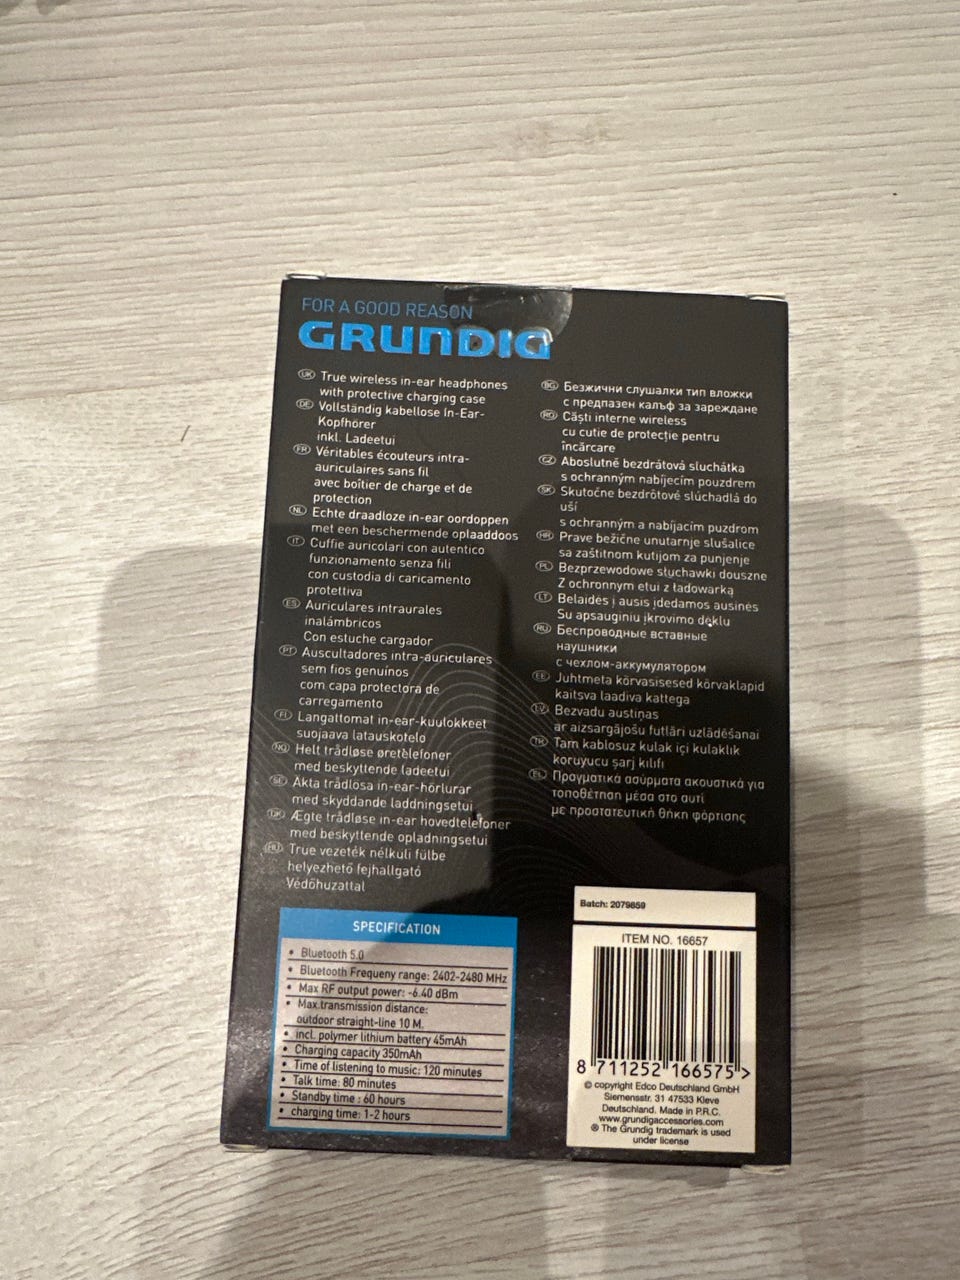 FOR A GOOD REASON
GRUNDIG
UK True wireless in-ear headphones
with protective charging case
DE Vollständig kabellose In-Ear-
Kopfhörer
inkl. Ladeetui
FR Véritables écouteurs intra-
auriculaires sans fil
avec boîtier de charge et de
protection
NL Echte draadloze in-ear oordoppen
met een beschermende oplaaddoos
IT Cuffie auricolari con autentico
funzionamento senza fili
con custodia di caricamento
protettiva
ES Auriculares intraurales
inalámbricos
Con estuche cargador
PT Auscultadores intra-auriculares
sem fios genuínos
com capa protectora de
carregamento
FI Langattomat in-ear-kuulokkeet
suojaava latauskotelo
NO Helt trådløse øretelefoner
med beskyttende ladeetui
SE Äkta trådlösa in-ear-hörlurar
med skyddande laddningsetui
DK Ægte trådløse in-ear hovedtelefoner
med beskyttende opladningsetui
HU True vezeték nélküli fülbe
helyezhető fejhallgató
Védőhuzattal
BG Безжични слушалки тип вложки
с предпазен калъф за зареждане
RO Căști interne wireless
cu cutie de protecție pentru
încărcare
CZ Aboslutně bezdrátová sluchátka
s ochranným nabíjecím pouzdrem
SK Skutočne bezdrôtové slúchadlá do
uší
s ochranným a nabíjacím puzdrom
HR Prave bežične unutarnje slušalice
sa zaštitnom kutijom za punjenje
PL Bezprzewodowe słuchawki douszne
Z ochronnym etui z ładowarką
LT Belaidės į ausis įdedamos ausinės
Su apsauginiu įkrovimo dėklu
RU Беспроводные вставные
наушники
с чехлом-аккумулятором
EE Juhtmeta kõrvasisesed kõrvaklapid
kaitsva laadiva kattega
LV Bezvadu austiņas
ar aizsargājošu futlāri uzlādēšanai
TR Tam kablosuz kulak içi kulaklık
koruyucu şarj kılıfı
EL Πραγματικά ασύρματα ακουστικά για
τοποθέτηση μέσα στο αυτί
με προστατευτική θήκη φόρτισης
SPECIFICATION
• Bluetooth 5.0
• Bluetooth Frequeny range: 2402-2480 MHz
• Max RF output power: -6.40 dBm
• Max.transmission distance:
outdoor straight-line 10 M.
• incl. polymer lithium battery 45mAh
• Charging capacity 350mAh
• Time of listening to music: 120 minutes
• Talk time: 80 minutes
• Standby time : 60 hours
• charging time: 1-2 hours
Batch: 2079859
ITEM NO. 16657
8 711252 166575 >
© copyright Edco Deutschland GmbH
Siemensstr. 31 47533 Kleve
Deutschland. Made in P.R.C.
www.grundigaccessories.com
® The Grundig trademark is used
under license